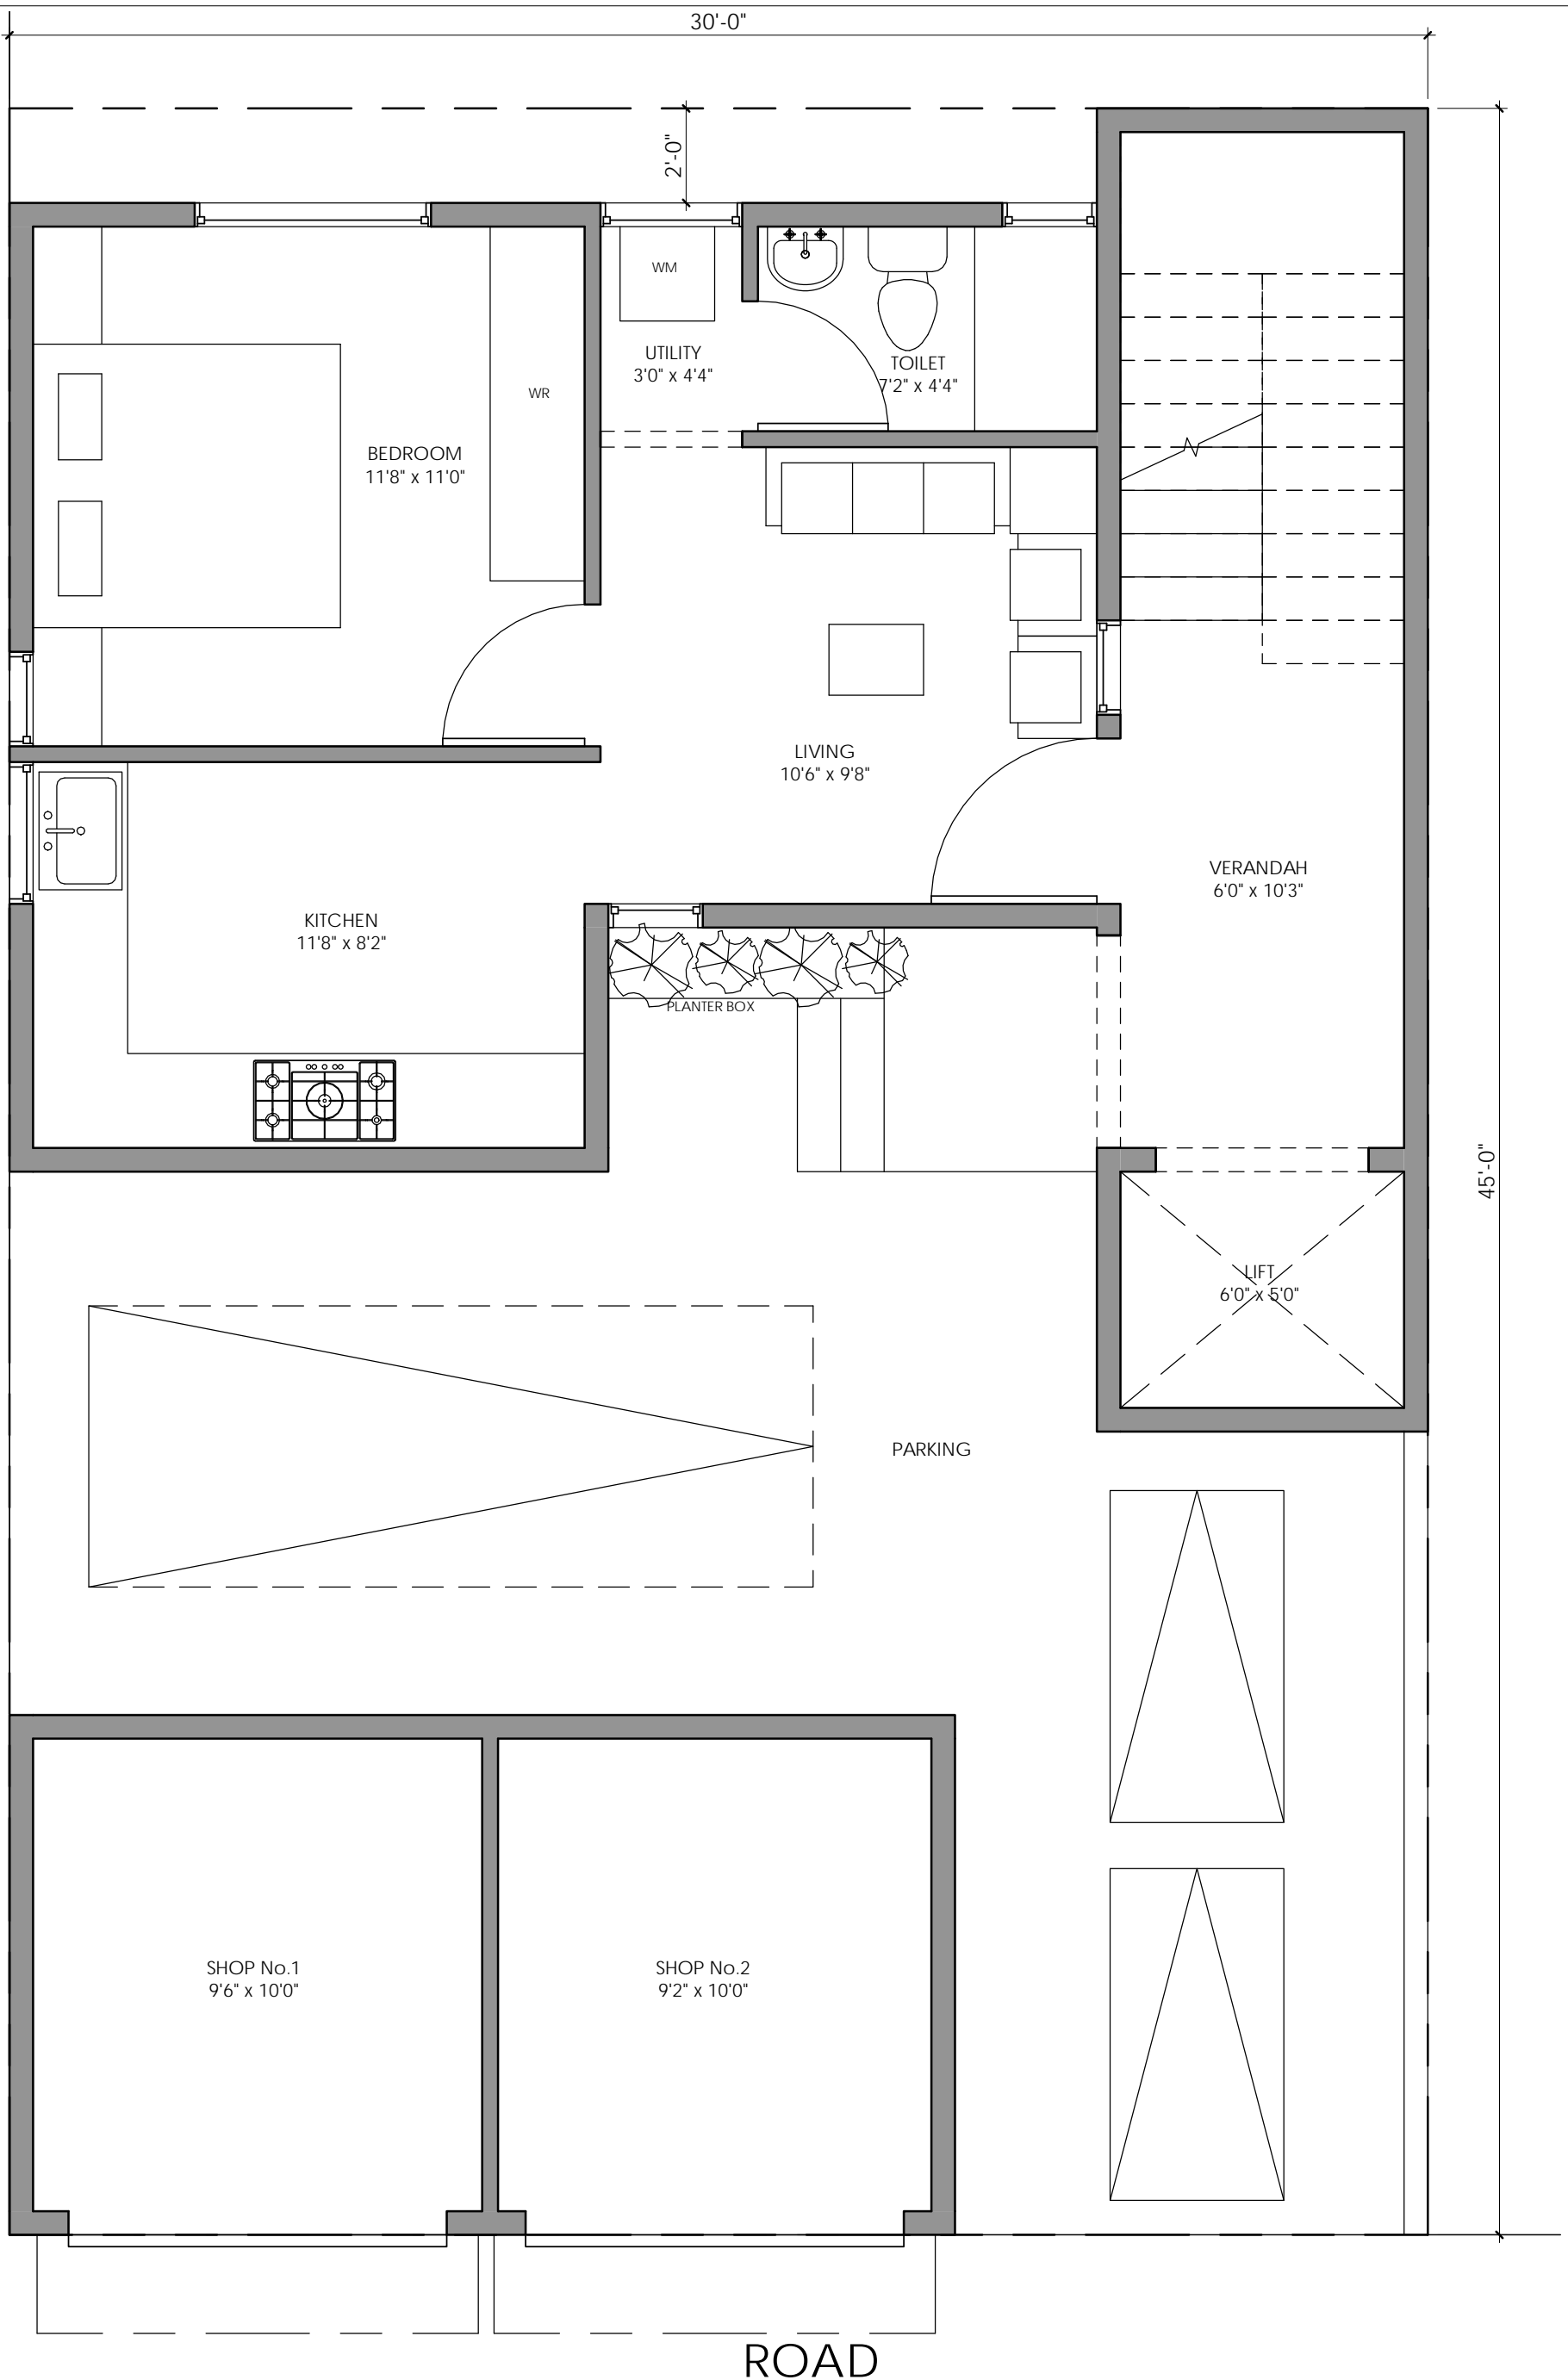 30'-0"
2'-0"
WM
UTILITY
3'0" x 4'4"
TOILET
7'2" x 4'4"
WR
BEDROOM
11'8" x 11'0"
LIVING
10'6" x 9'8"
VERANDAH
6'0" x 10'3"
KITCHEN
11'8" x 8'2"
PLANTER BOX
45'-0"
LIFT
6'0" x 5'0"
PARKING
SHOP No.1
9'6" x 10'0"
SHOP No.2
9'2" x 10'0"
ROAD